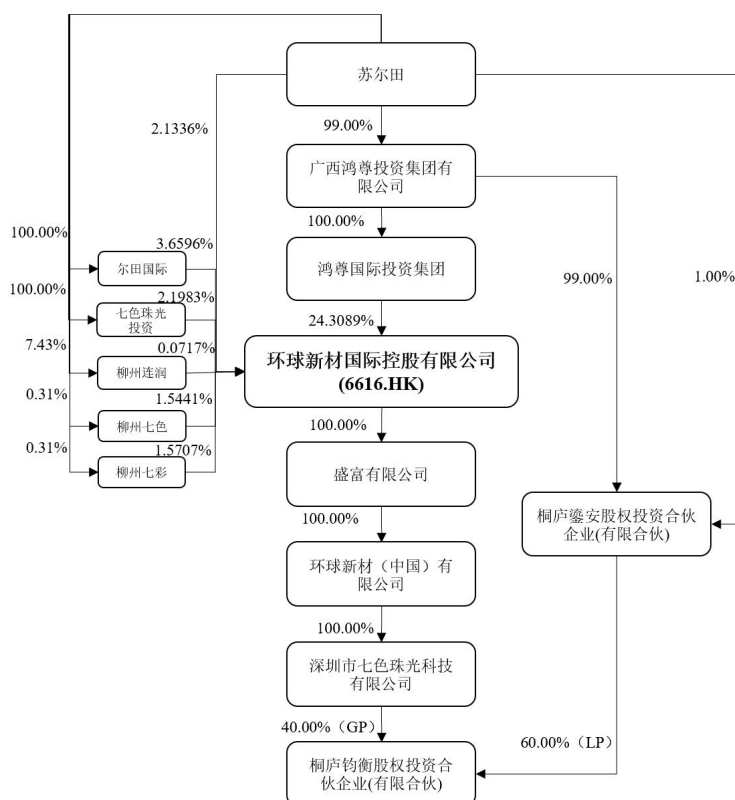 苏尔田
2.1336%
99.00%
广西鸿尊投资集团有
限公司
100.00%
100.00%
3.6596%
尔田国际
鸿尊国际投资集团
99.00%
1.00%
100.00%
2.1983%
七色珠光
投资
24.3089%
7.43%
0.0717%
柳州连润
环球新材国际控股有限公司
(6616.HK)
0.31%
1.5441%
柳州七色
100.00%
0.31%
1.5707%
柳州七彩
盛富有限公司
100.00%
桐庐鎏安股权投资合伙
企业(有限合伙)
环球新材（中国）有
限公司
100.00%
深圳市七色珠光科技
有限公司
40.00%（GP）
60.00%（LP）
桐庐钧衡股权投资合
伙企业(有限合伙)